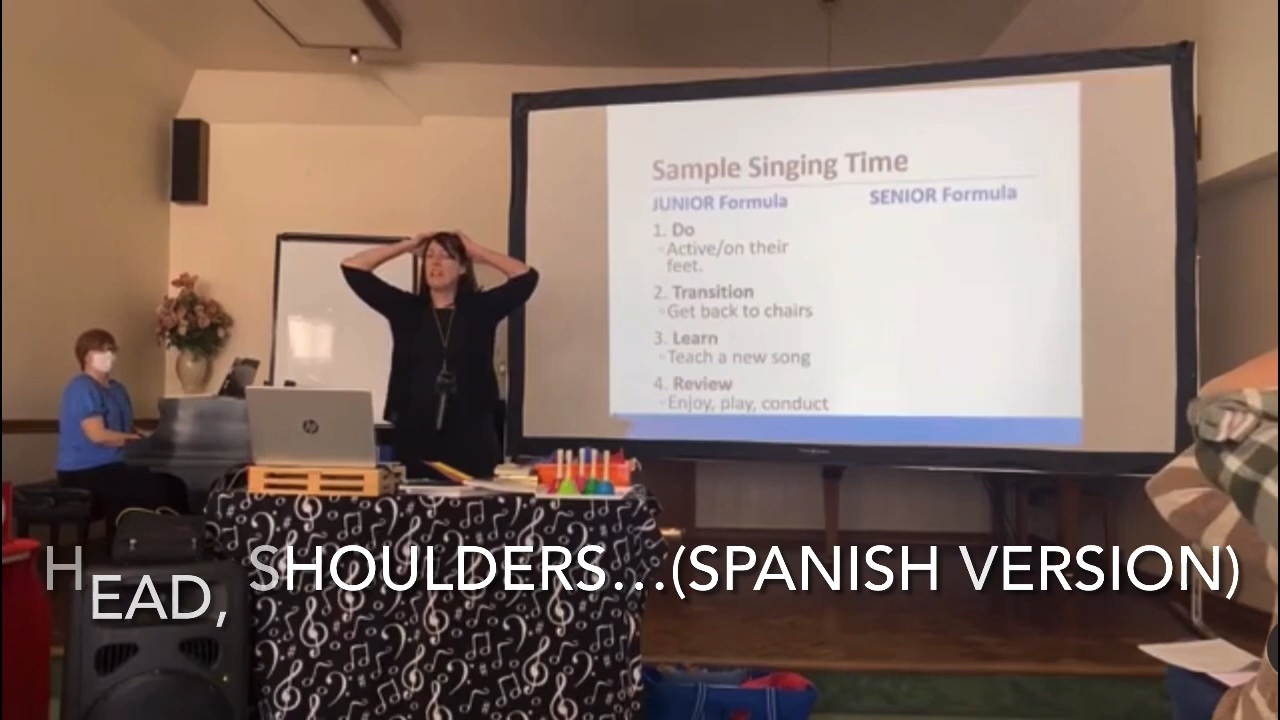 Sample Singing Time
JUNIOR Formula
SENIOR Formula
1. Do
Active/on their
feet.
2. Transition
Get back to chairs
3. Learn
Teach a new song
4. Review
Enjoy, play, conduct
hp
HEAD, SHOULDERS...(SPANISH VERSION)